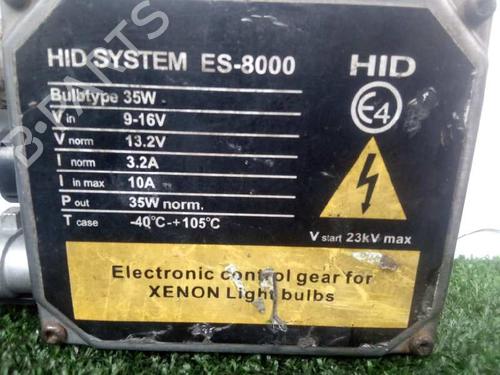 HID SYSTEM ES-8000
HID
Bulbtype 35W
V in 9-16V
V norm 13.2V
I norm 3.2A
I in max 10A
P out 35W norm.
T case -40°C-+105°C
E4
V start 23kV max
Electronic control gear for
XENON Light bulbs
B-PARTS